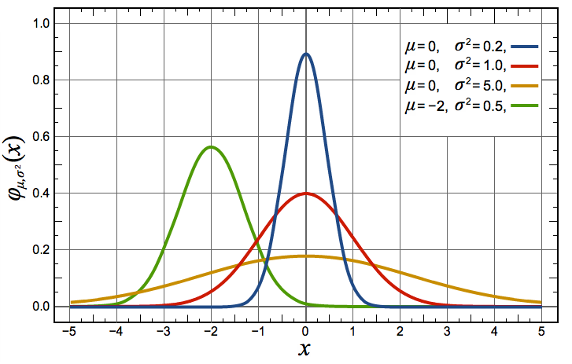 1.0
μ=0, σ²=0.2,
μ=0, σ²=1.0,
0.8
μ=0, σ²=5.0,
μ=−2, σ²=0.5,
0.6
φμ,σ²(x)
0.4
0.2
0.0
−5 −4 −3 −2 −1 0 1 2 3 4 5
x